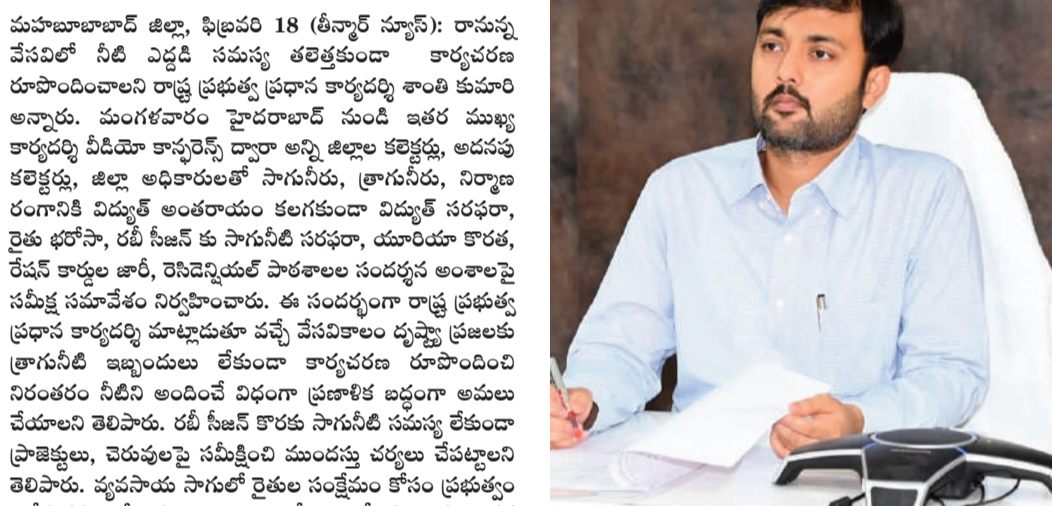 మహబూబాబాద్ జిల్లా, ఫిబ్రవరి 18 (తీన్మార్ న్యూస్): రానున్న
వేసవిలో నీటి ఎద్దడి సమస్య తలెత్తకుండా కార్యచరణ
రూపొందించాలని రాష్ట్ర ప్రభుత్వ ప్రధాన కార్యదర్శి శాంతి కుమారి
అన్నారు. మంగళవారం హైదరాబాద్ నుండి ఇతర ముఖ్య
కార్యదర్శి వీడియో కాన్ఫరెన్స్ ద్వారా అన్ని జిల్లాల కలెక్టర్లు, అదనపు
కలెక్టర్లు, జిల్లా అధికారులతో సాగునీరు, త్రాగునీరు, నిర్మాణ
రంగానికి విద్యుత్ అంతరాయం కలగకుండా విద్యుత్ సరఫరా,
రైతు భరోసా, రబీ సీజన్ కు సాగునీటి సరఫరా, యూరియా కొరత,
రేషన్ కార్డుల జారీ, రెసిడెన్షియల్ పాఠశాలల సందర్శన అంశాలపై
సమీక్ష సమావేశం నిర్వహించారు. ఈ సందర్భంగా రాష్ట్ర ప్రభుత్వ
ప్రధాన కార్యదర్శి మాట్లాడుతూ వచ్చే వేసవికాలం దృష్ట్యా ప్రజలకు
త్రాగునీటి ఇబ్బందులు లేకుండా కార్యచరణ రూపొందించి
నిరంతరం నీటిని అందించే విధంగా ప్రణాళిక బద్ధంగా అమలు
చేయాలని తెలిపారు. రబీ సీజన్ కొరకు సాగునీటి సమస్య లేకుండా
ప్రాజెక్టులు, చెరువులపై సమీక్షించి ముందస్తు చర్యలు చేపట్టాలని
తెలిపారు. వ్యవసాయ సాగులో రైతుల సంక్షేమం కోసం ప్రభుత్వం